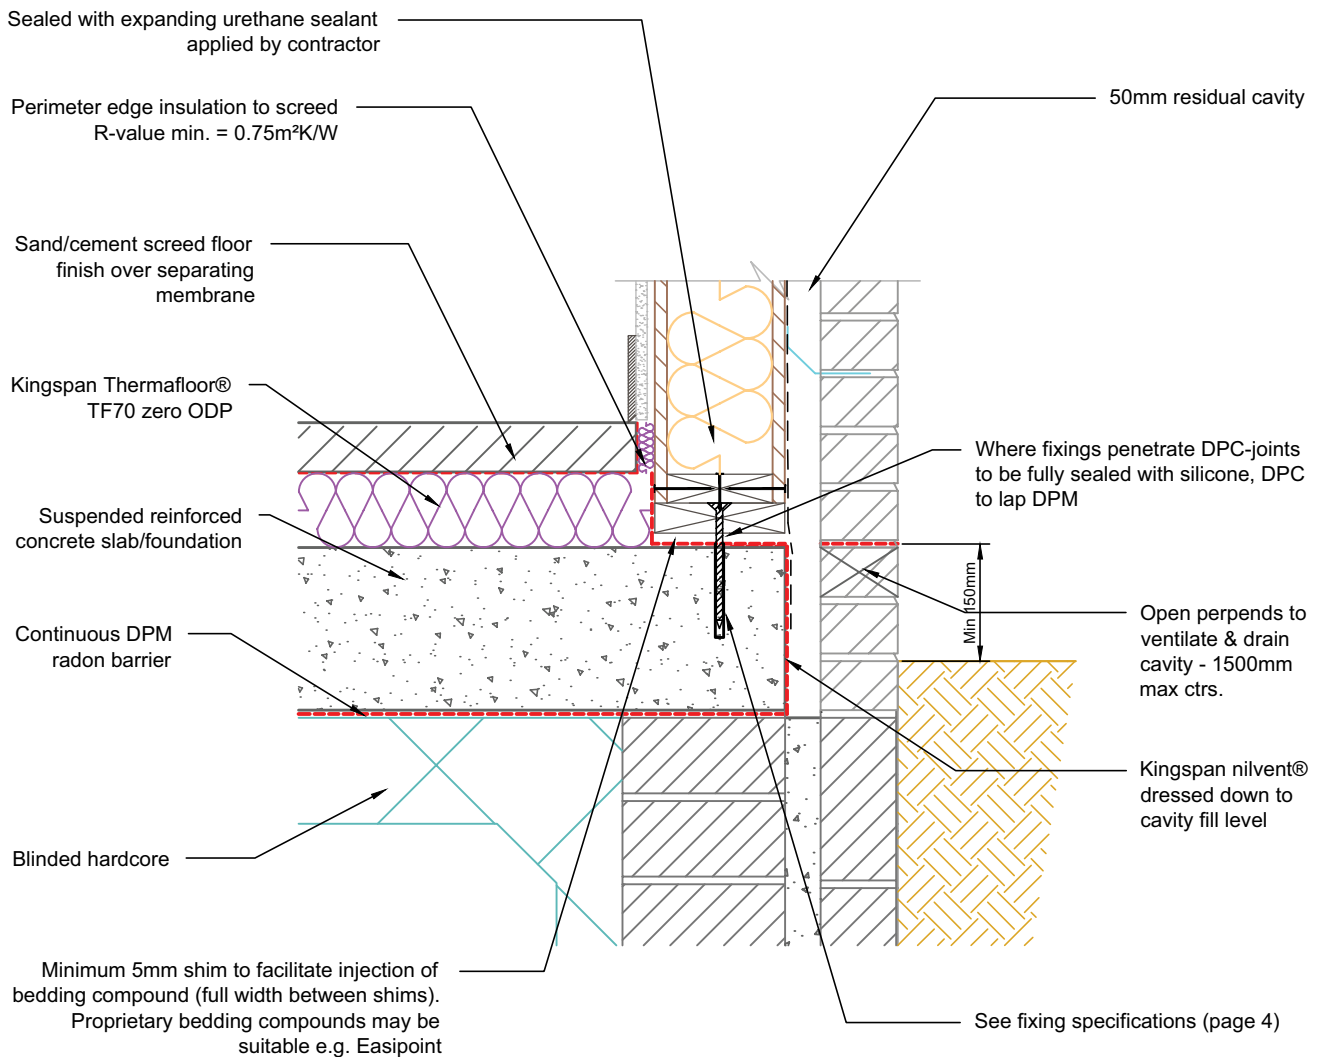 Sealed with expanding urethane sealant
applied by contractor
Perimeter edge insulation to screed
R-value min. = 0.75m²K/W
Sand/cement screed floor
finish over separating
membrane
Kingspan Thermafloor®
TF70 zero ODP
Suspended reinforced
concrete slab/foundation
Continuous DPM
radon barrier
Blinded hardcore
Minimum 5mm shim to facilitate injection of
bedding compound (full width between shims).
Proprietary bedding compounds may be
suitable e.g. Easipoint
50mm residual cavity
Where fixings penetrate DPC-joints
to be fully sealed with silicone, DPC
to lap DPM
Min 150mm
Open perpends to
ventilate & drain
cavity - 1500mm
max ctrs.
Kingspan nilvent®
dressed down to
cavity fill level
See fixing specifications (page 4)